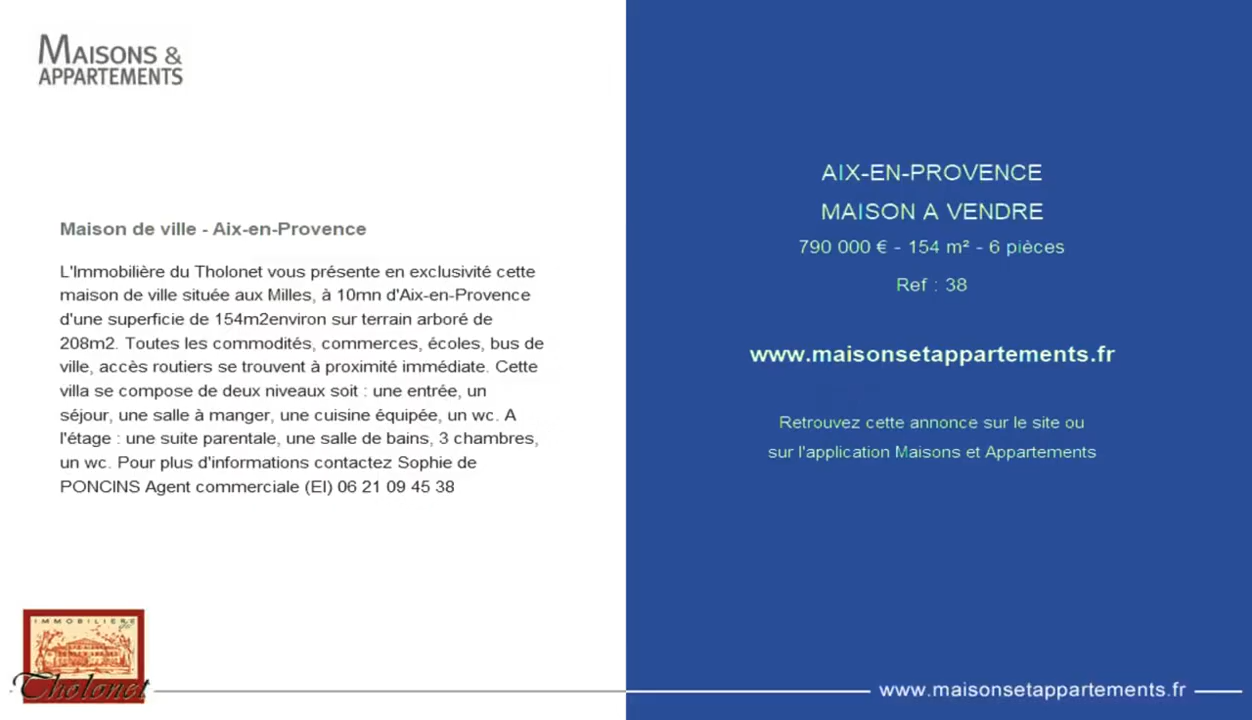 MAISONS &
APPARTEMENTS
Maison de ville - Aix-en-Provence
L'Immobilière du Tholonet vous présente en exclusivité cette
maison de ville située aux Milles, à 10mn d'Aix-en-Provence
d'une superficie de 154m2environ sur terrain arboré de
208m2. Toutes les commodités, commerces, écoles, bus de
ville, accès routiers se trouvent à proximité immédiate. Cette
villa se compose de deux niveaux soit : une entrée, un
séjour, une salle à manger, une cuisine équipée, un wc. A
l'étage : une suite parentale, une salle de bains, 3 chambres,
un wc. Pour plus d'informations contactez Sophie de
PONCINS Agent commerciale (EI) 06 21 09 45 38
IMMOBILIERE
du
Tholonet
AIX-EN-PROVENCE
MAISON A VENDRE
790 000 € - 154 m² - 6 pièces
Ref : 38
www.maisonsetappartements.fr
Retrouvez cette annonce sur le site ou
sur l'application Maisons et Appartements
www.maisonsetappartements.fr